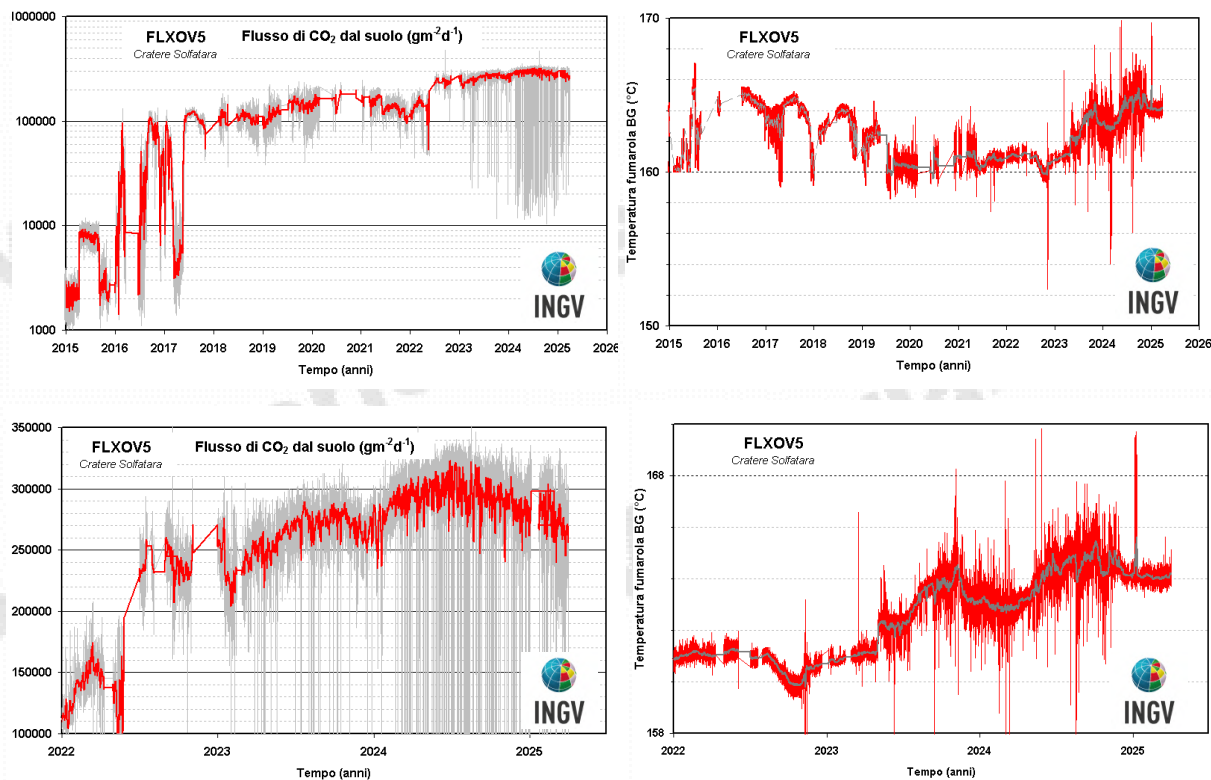 FLXOV5 Flusso di CO₂ dal suolo (gm⁻²d⁻¹)
Cratere Solfatara
1000000
100000
10000
1000
2015 2016 2017 2018 2019 2020 2021 2022 2023 2024 2025 2026
Tempo (anni)
INGV
FLXOV5
Cratere Solfatara
Temperatura fumarola BG (°C)
170
160
150
2015 2016 2017 2018 2019 2020 2021 2022 2023 2024 2025 2026
Tempo (anni)
INGV
FLXOV5 Flusso di CO₂ dal suolo (gm⁻²d⁻¹)
Cratere Solfatara
350000
300000
250000
200000
150000
100000
2022 2023 2024 2025
Tempo (anni)
INGV
FLXOV5
Cratere Solfatara
Temperatura fumarola BG (°C)
168
158
2022 2023 2024 2025
Tempo (anni)
INGV